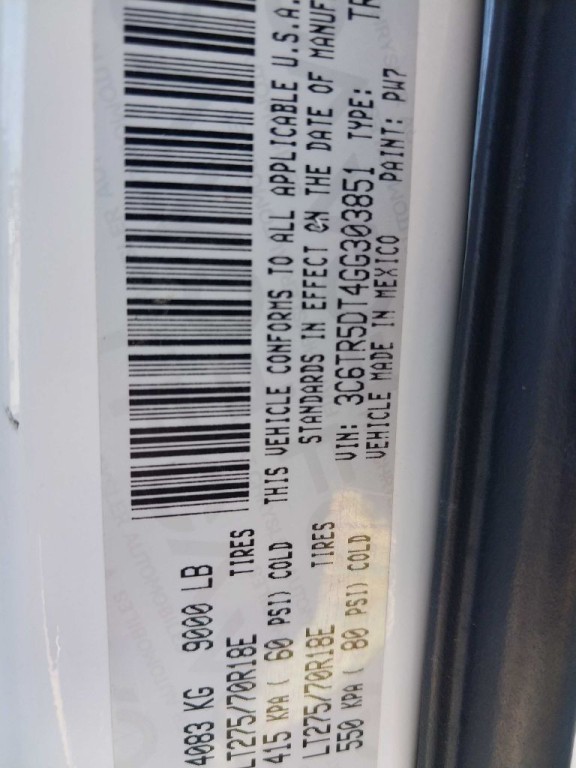 4083 KG 9000 LB
LT275/70R18E TIRES
415 KPA ( 60 PSI) COLD
LT275/70R18E TIRES
550 KPA ( 80 PSI) COLD
THIS VEHICLE CONFORMS TO ALL APPLICABLE U.S.A.
STANDARDS IN EFFECT ON THE DATE OF MANUF
VIN: 3C6TR5DT4GG303851 TYPE: TR
VEHICLE MADE IN MEXICO PAINT: PW7